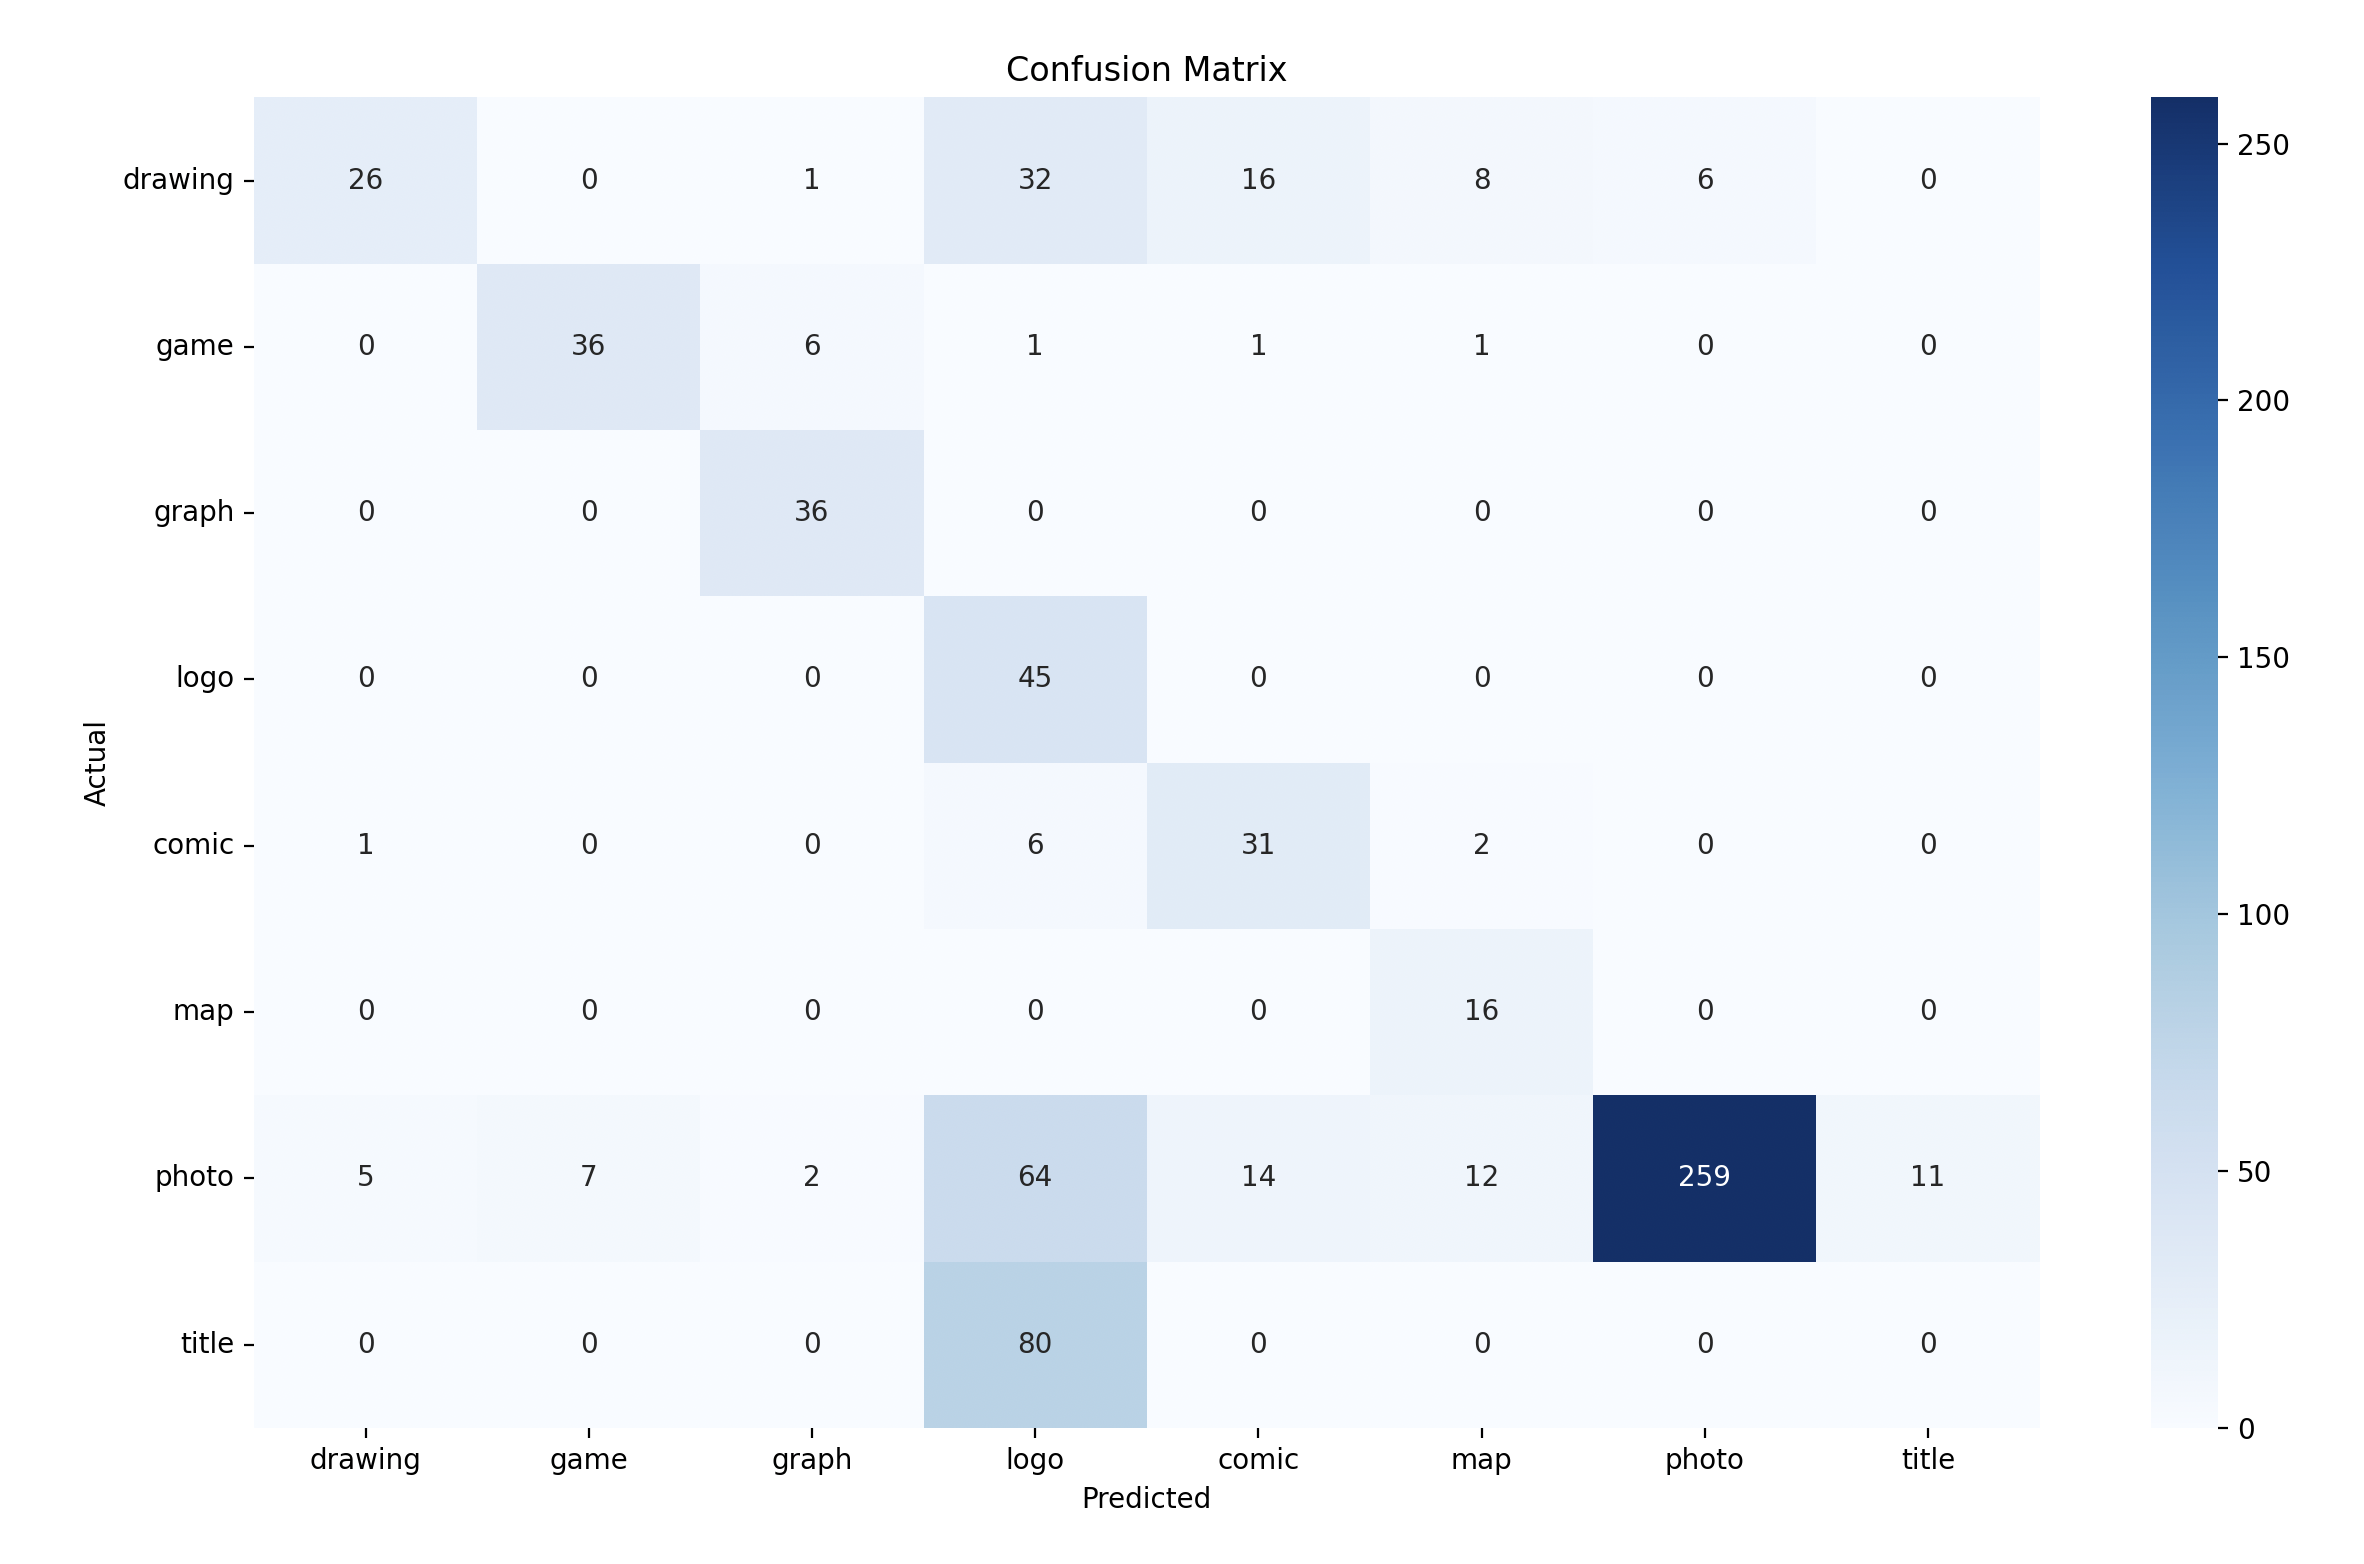 Confusion Matrix
drawing 26 0 1 32 16 8 6 0
game 0 36 6 1 1 1 0 0
graph 0 0 36 0 0 0 0 0
logo 0 0 0 45 0 0 0 0
comic 1 0 0 6 31 2 0 0
map 0 0 0 0 0 16 0 0
photo 5 7 2 64 14 12 259 11
title 0 0 0 80 0 0 0 0
drawing game graph logo comic map photo title
Predicted
Actual
250
200
150
100
50
0